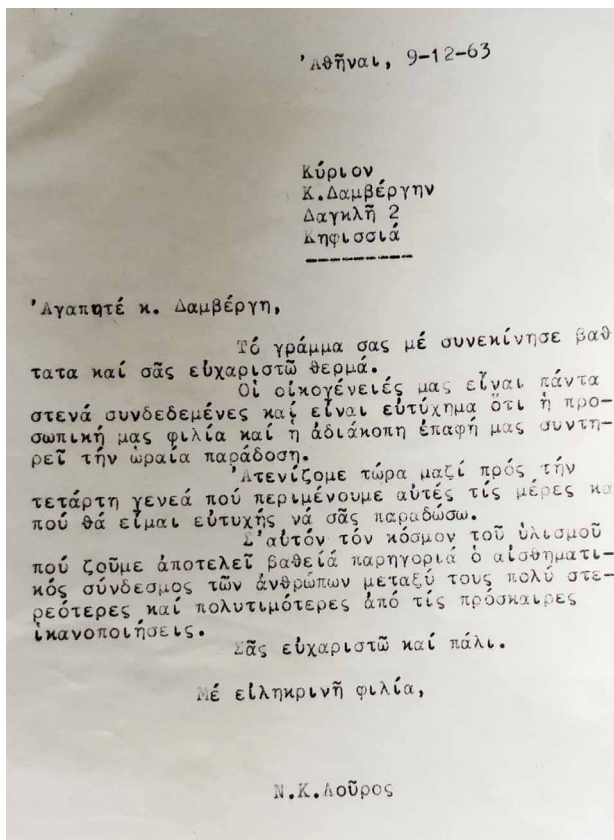 'Αθῆναι, 9-12-63
Κύριον
Κ.Δαμβέργην
Δαγκλῆ 2
Κηφισσιά
'Αγαπητέ κ. Δαμβέργη,
Τό γράμμα σας μέ συνεκίνησε βαθ
τατα καί σᾶς εὐχαριστῶ θερμά.
Οἱ οἰκογένειές μας εἶναι πάντα
στενά συνδεδεμένες καί εἶναι εὐτύχημα ὅτι ἡ προ-
σωπική μας φιλία καί ἡ ἀδιάκοπη ἐπαφή μας συντη-
ρεῖ τήν ὡραία παράδοση.
'Ατενίζομε τώρα μαζί πρός τήν
τετάρτη γενεά πού περιμένουμε αὐτές τίς μέρες κα
πού θά εἶμαι εὐτυχής νά σᾶς παραδώσω.
Σ'αὐτόν τόν κόσμον τοῦ ὑλισμοῦ
πού ζοῦμε ἀποτελεῖ βαθειά παρηγοριά ὁ αἰσθηματι-
κός σύνδεσμος τῶν ἀνθρώπων μεταξύ τους πολύ στε-
ρεότερες καί πολυτιμότερες ἀπό τίς πρόσκαιρες
ἱκανοποιήσεις.
Σᾶς εὐχαριστῶ καί πάλι.
Μέ εἰληκρινῆ φιλία,
Ν.Κ.Λοῦρος